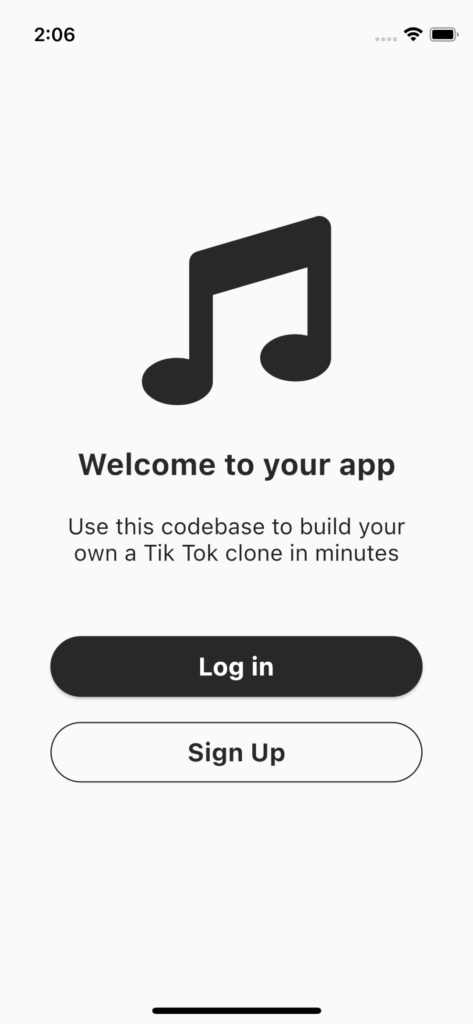 2:06
Welcome to your app
Use this codebase to build your
own a Tik Tok clone in minutes
Log in
Sign Up